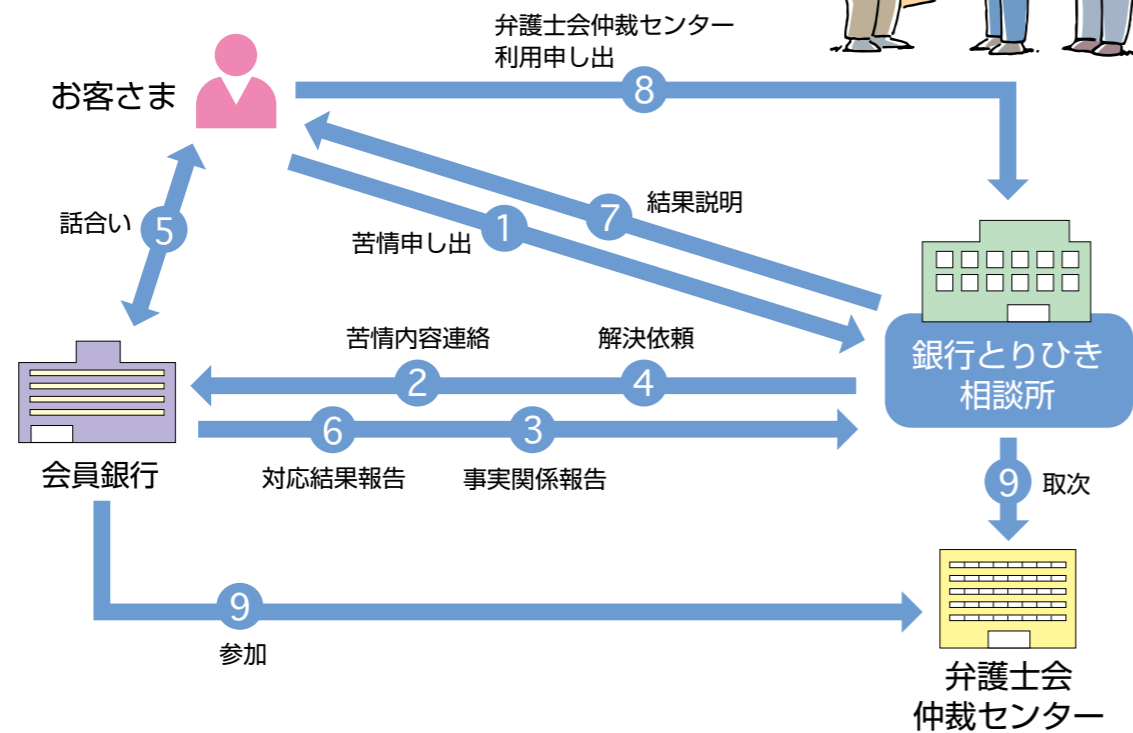 弁護士会仲裁センター
利用申し出
8
お客さま
結果説明
7
1
苦情申し出
話合い
5
苦情内容連絡
解決依頼
2
4
銀行とりひき
相談所
6
3
対応結果報告
事実関係報告
会員銀行
9
取次
9
参加
弁護士会
仲裁センター